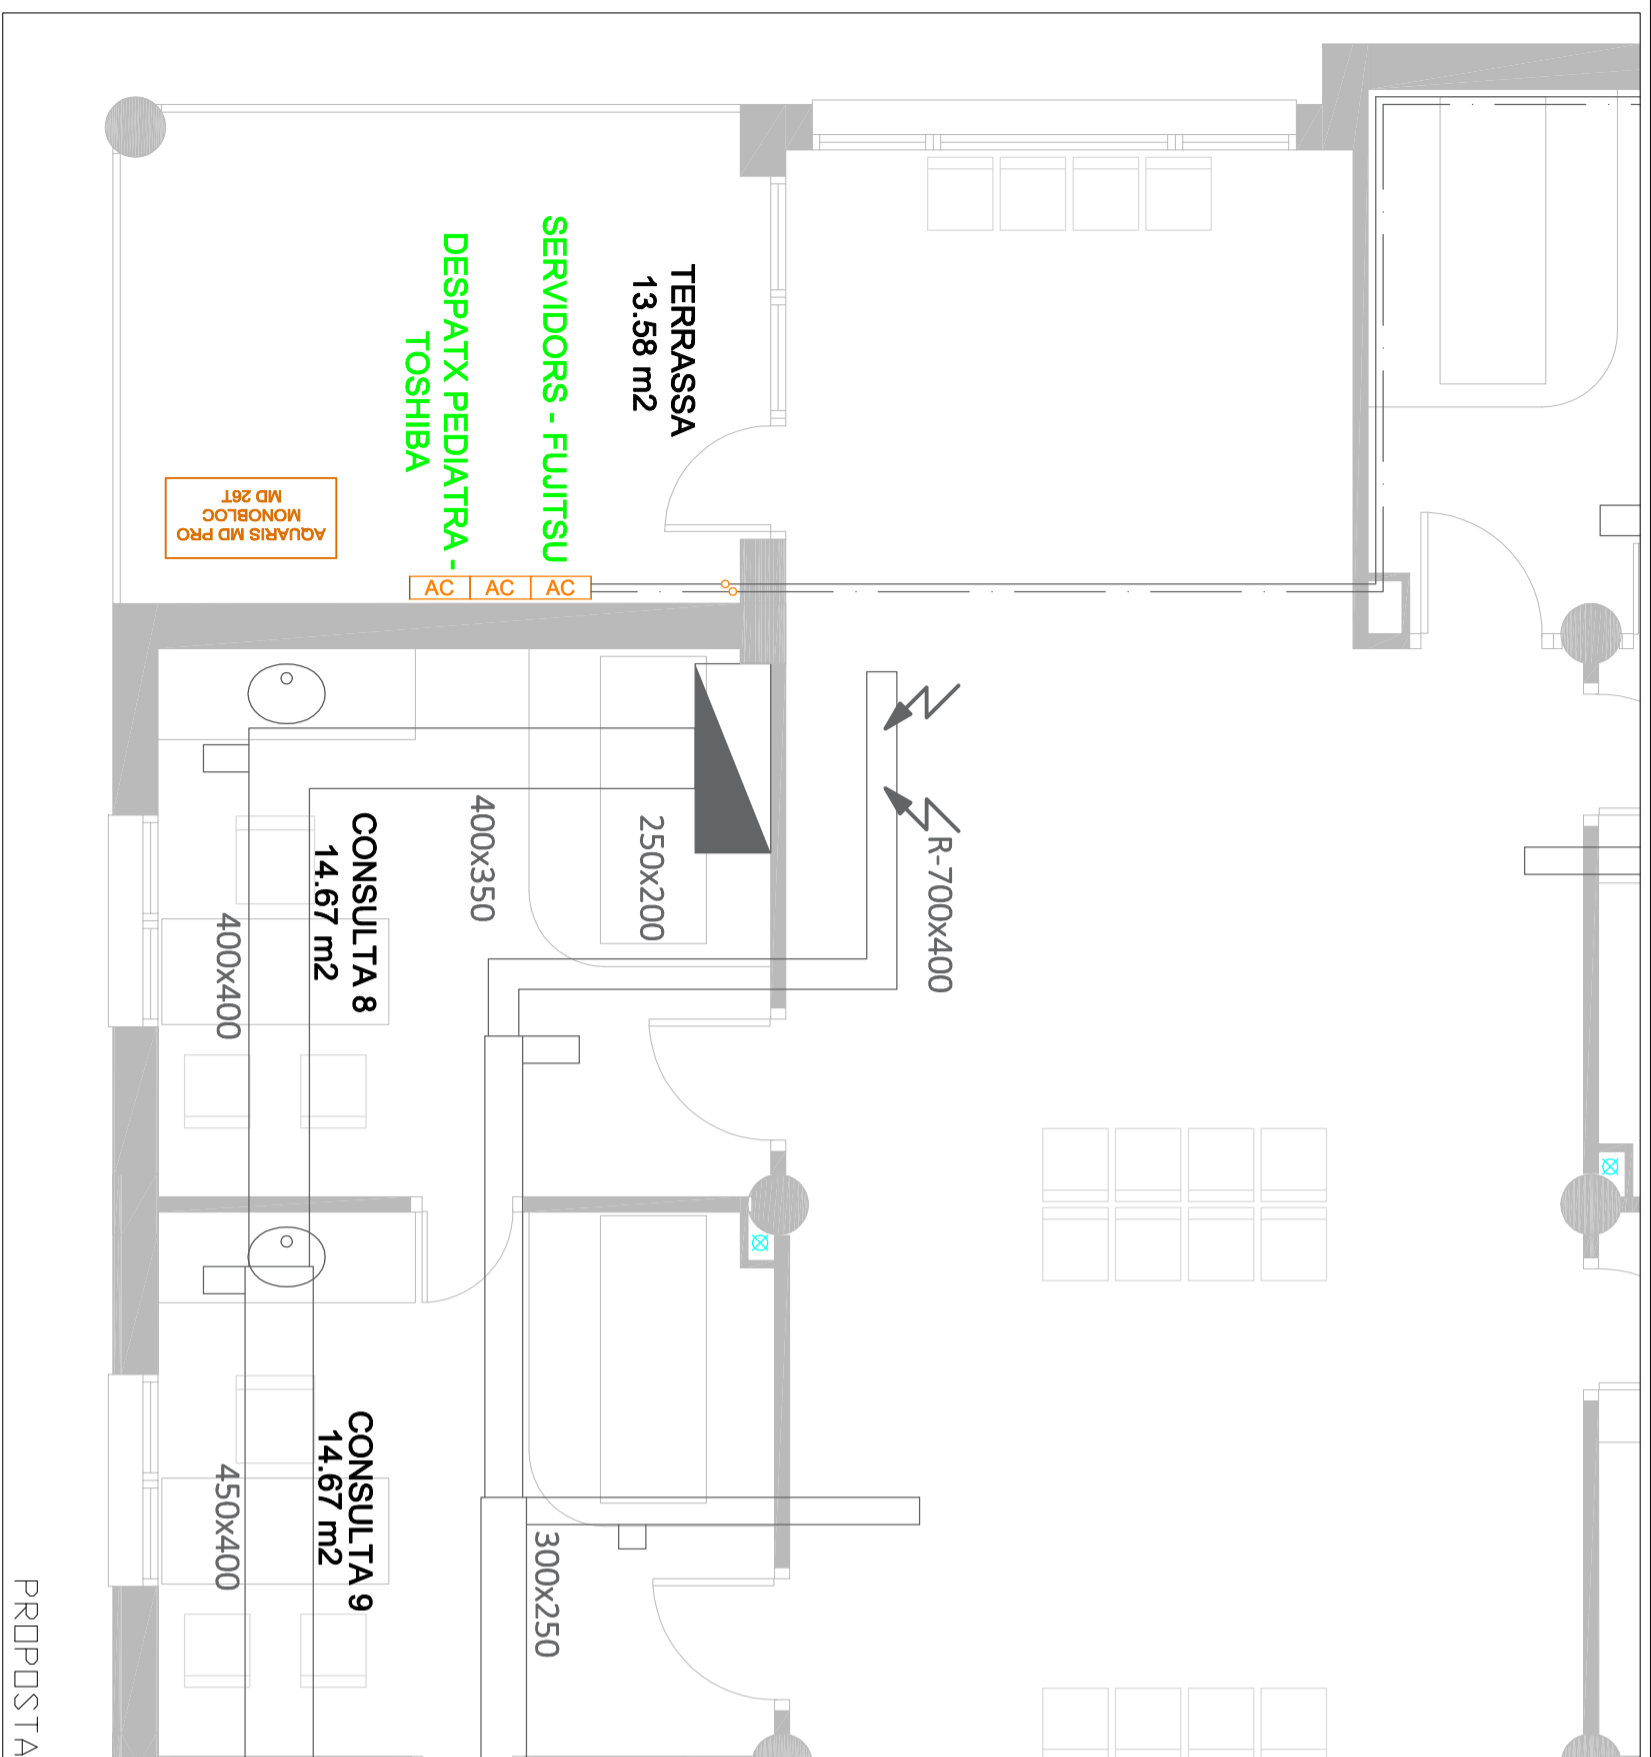 TERRASSA
13.58 m2
SERVIDORS - FUJITSU
DESPATX PEDIATRA -
TOSHIBA
AQUARIS MD PRO
MONOBLOC
MD 26T
AC
AC
AC
R-700x400
250x200
400x350
CONSULTA 8
14.67 m2
400x400
300x250
CONSULTA 9
14.67 m2
450x400
PROPOSTA